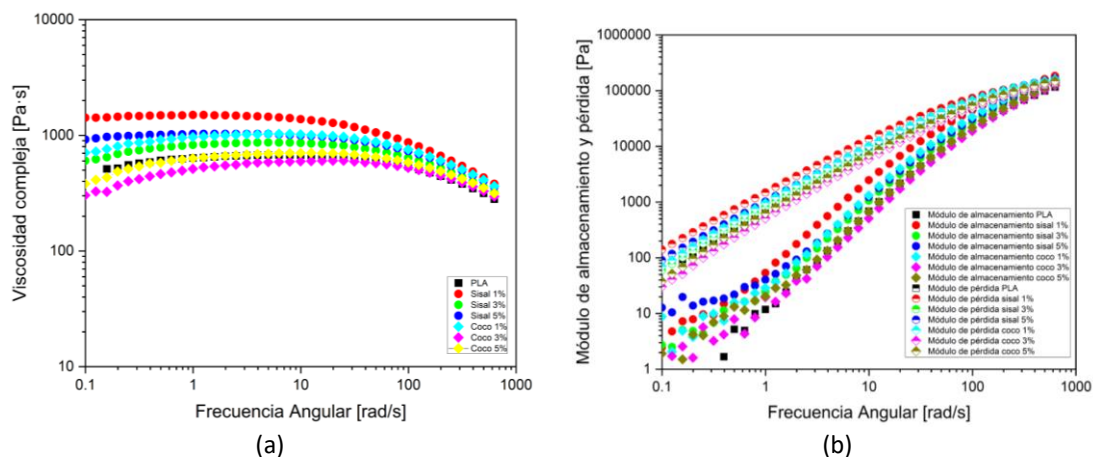 10000
1000
100
10
Viscosidad compleja [Pa·s]
PLA
Sisal 1%
Sisal 3%
Sisal 5%
Coco 1%
Coco 3%
Coco 5%
0.1
1
10
100
1000
Frecuencia Angular [rad/s]
(a)
1000000
100000
10000
1000
100
10
1
Módulo de almacenamiento y pérdida [Pa]
Módulo de almacenamiento PLA
Módulo de almacenamiento sisal 1%
Módulo de almacenamiento sisal 3%
Módulo de almacenamiento sisal 5%
Módulo de almacenamiento coco 1%
Módulo de almacenamiento coco 3%
Módulo de almacenamiento coco 5%
Módulo de pérdida PLA
Módulo de pérdida sisal 1%
Módulo de pérdida sisal 3%
Módulo de pérdida sisal 5%
Módulo de pérdida coco 1%
Módulo de pérdida coco 3%
Módulo de pérdida coco 5%
0.1
1
10
100
1000
Frecuencia Angular [rad/s]
(b)